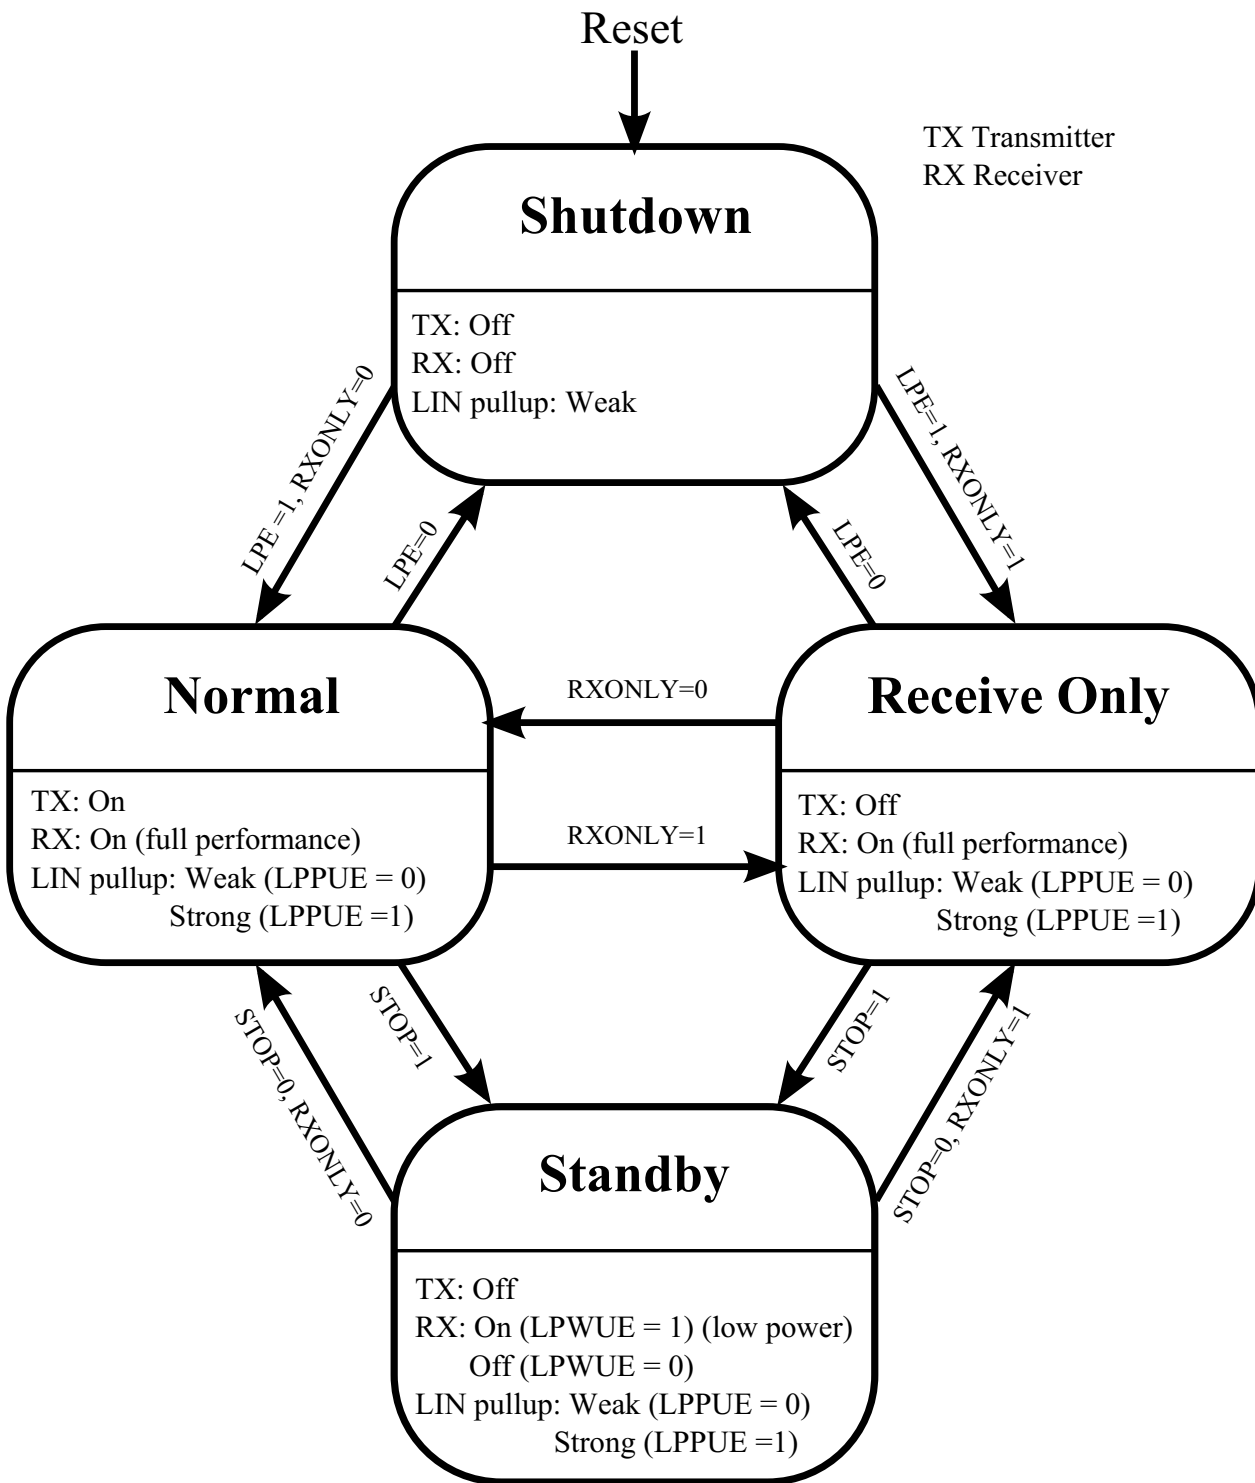 Reset
TX Transmitter
RX Receiver
Shutdown
TX: Off
RX: Off
LIN pullup: Weak
LPE =1, RXONLY=0
LPE=0
LPE=0
LPE=1, RXONLY=1
Normal
TX: On
RX: On (full performance)
LIN pullup: Weak (LPPUE = 0)
Strong (LPPUE =1)
RXONLY=0
RXONLY=1
Receive Only
TX: Off
RX: On (full performance)
LIN pullup: Weak (LPPUE = 0)
Strong (LPPUE =1)
STOP=0, RXONLY=0
STOP=1
STOP=1
STOP=0, RXONLY=1
Standby
TX: Off
RX: On (LPWUE = 1) (low power)
Off (LPWUE = 0)
LIN pullup: Weak (LPPUE = 0)
Strong (LPPUE =1)